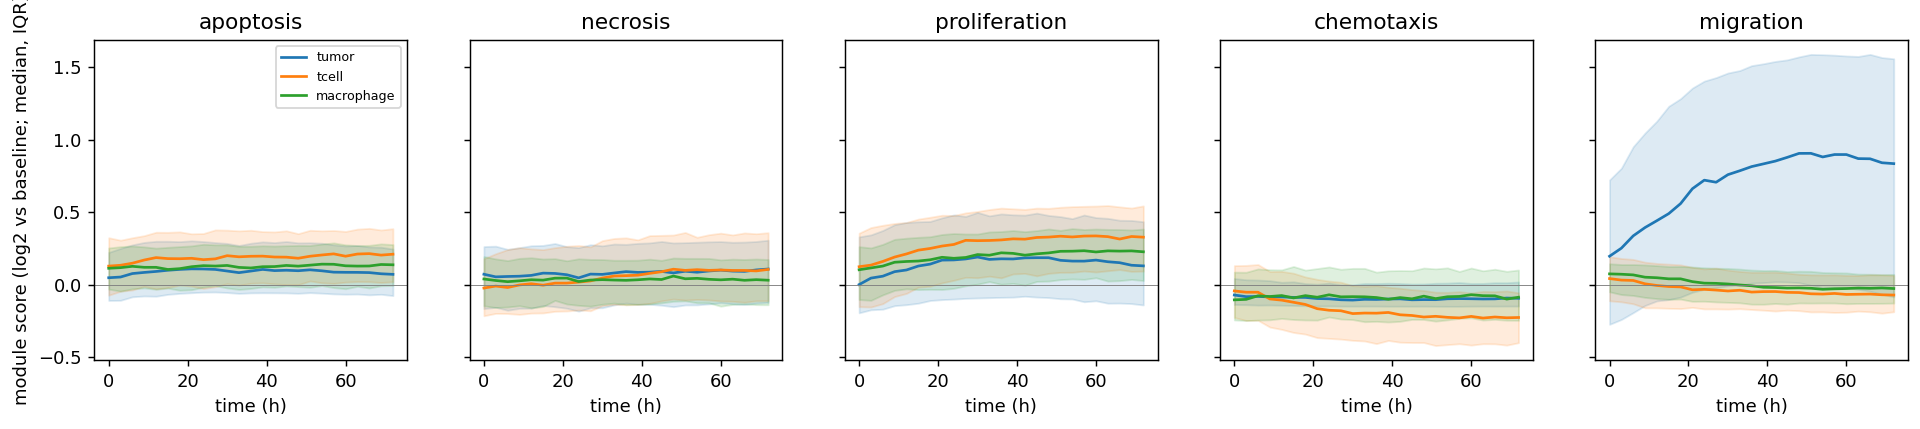 apoptosis
necrosis
proliferation
chemotaxis
migration
module score (log2 vs baseline; median, IQR
1.5
1.0
0.5
0.0
−0.5
tumor
tcell
macrophage
0 20 40 60
0 20 40 60
0 20 40 60
0 20 40 60
0 20 40 60
time (h)
time (h)
time (h)
time (h)
time (h)